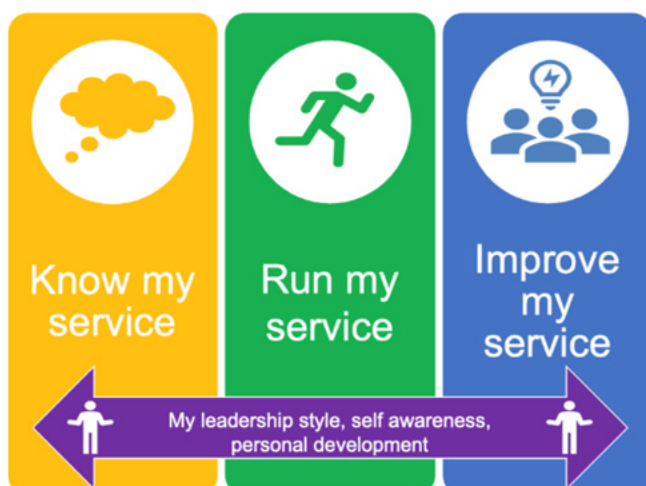 Know my
service
Run my
service
Improve
my
service
My leadership style, self awareness,
personal development